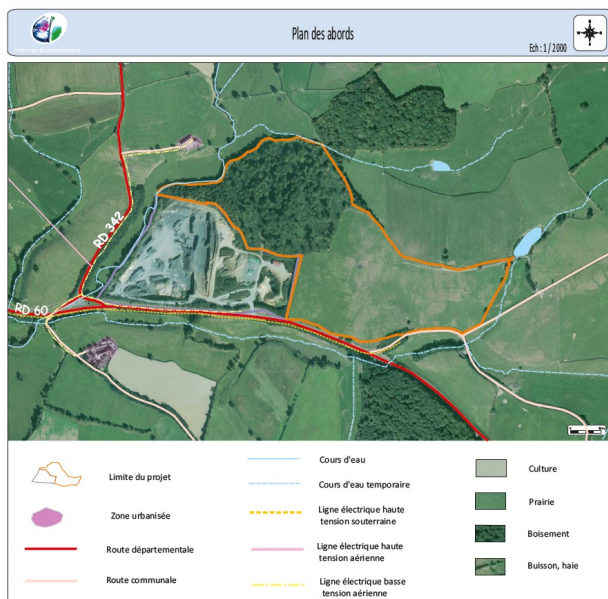 Plan des abords
Ech : 1 / 2000
RD 342
RD 60
Limite du projet
Zone urbanisée
Route départementale
Route communale
Cours d'eau
Cours d'eau temporaire
Ligne électrique haute
tension souterraine
Ligne électrique haute
tension aérienne
Ligne électrique basse
tension aérienne
Culture
Prairie
Boisement
Buisson, haie